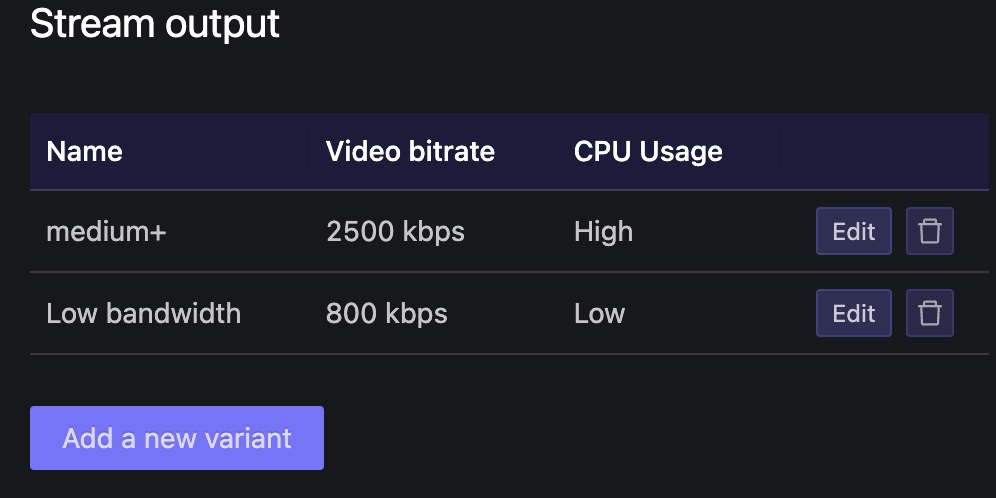 Stream output
Name Video bitrate CPU Usage
medium+ 2500 kbps High Edit
Low bandwidth 800 kbps Low Edit
Add a new variant